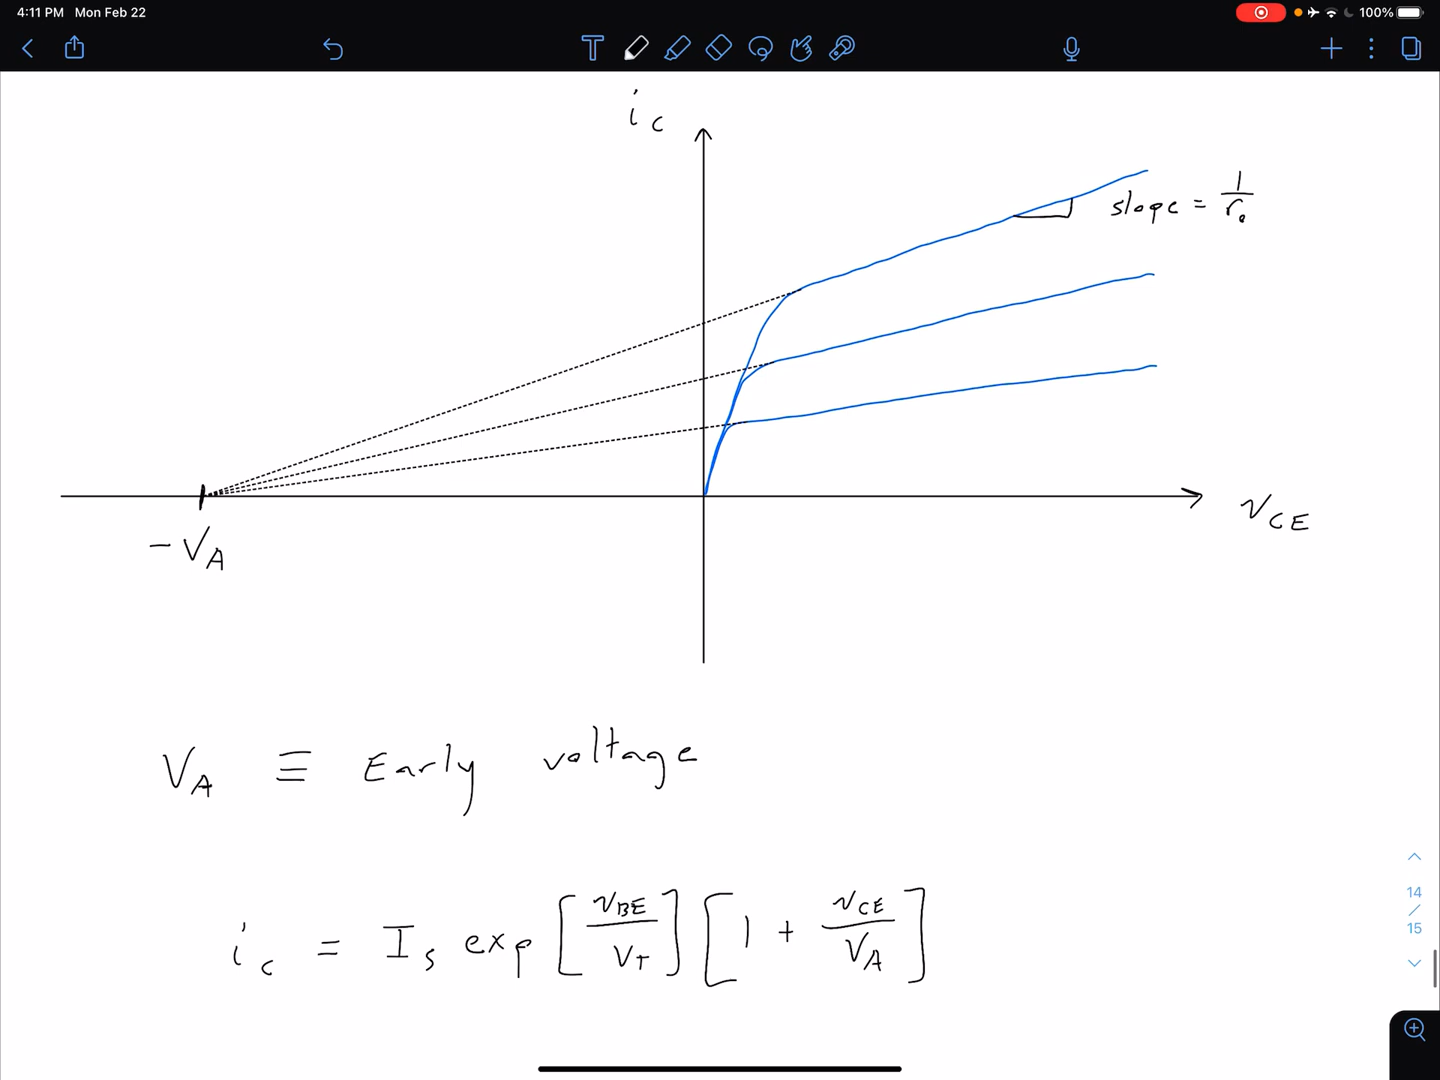 4:11 PM Mon Feb 22
100%
i_C
slope = 1/r_o
v_CE
-V_A
V_A ≡ Early voltage
i_C = I_S exp [v_BE/V_T] [1 + v_CE/V_A]
14
/
15